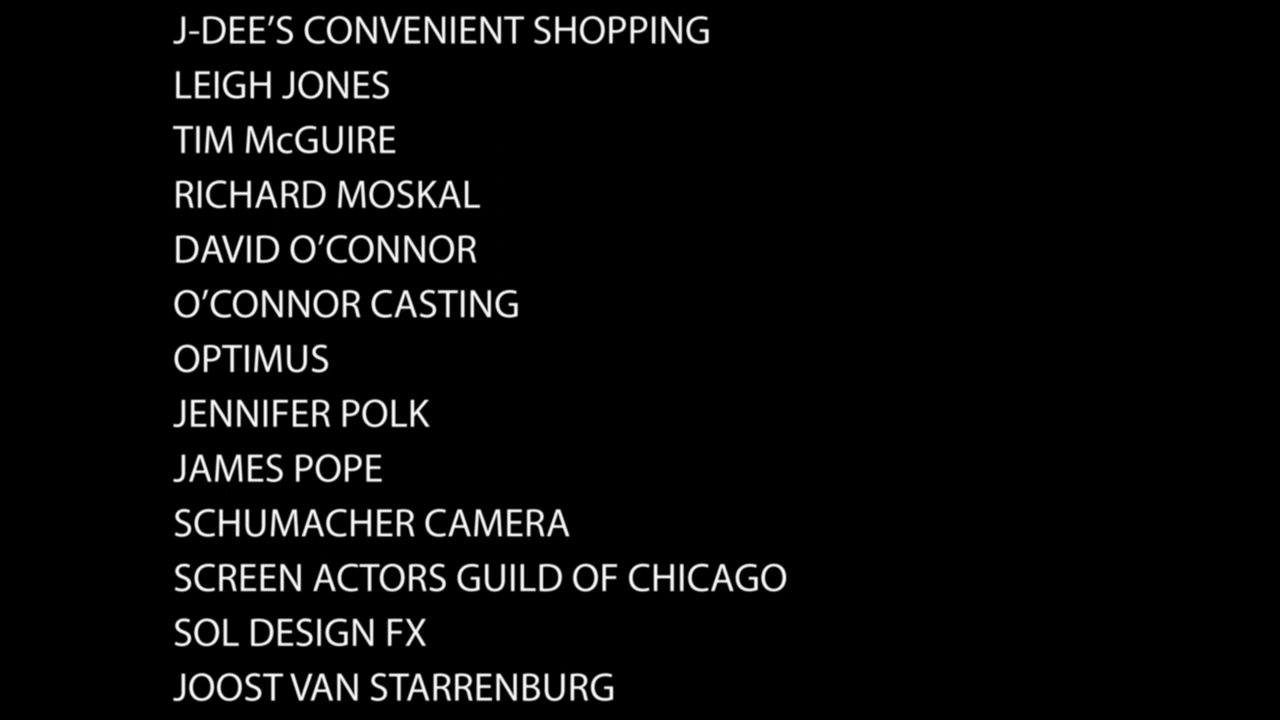 J-DEE’S CONVENIENT SHOPPING
LEIGH JONES
TIM McGUIRE
RICHARD MOSKAL
DAVID O’CONNOR
O’CONNOR CASTING
OPTIMUS
JENNIFER POLK
JAMES POPE
SCHUMACHER CAMERA
SCREEN ACTORS GUILD OF CHICAGO
SOL DESIGN FX
JOOST VAN STARRENBURG